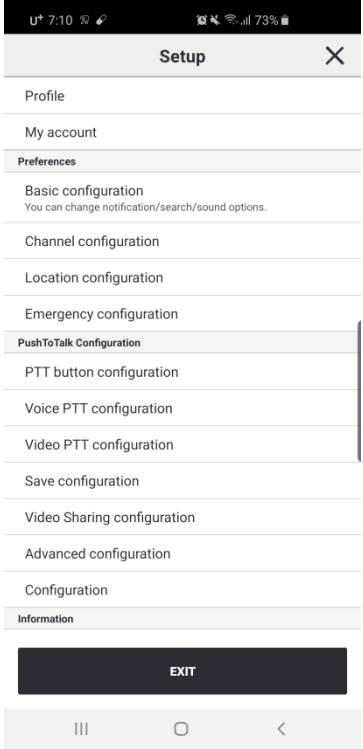 U+ 7:10 73%
Setup
Profile
My account
Preferences
Basic configuration
You can change notification/search/sound options.
Channel configuration
Location configuration
Emergency configuration
PushToTalk Configuration
PTT button configuration
Voice PTT configuration
Video PTT configuration
Save configuration
Video Sharing configuration
Advanced configuration
Configuration
Information
EXIT